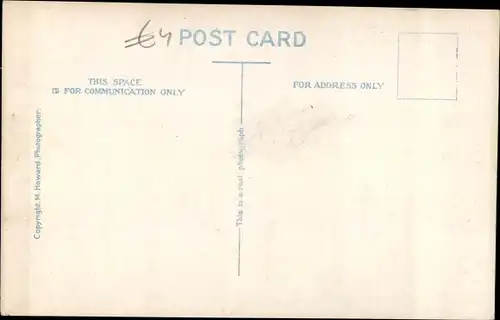 €4 POST CARD
THIS SPACE
IS FOR COMMUNICATION ONLY
FOR ADDRESS ONLY
Copyright. M. Howard. Photographer.
This is a real photograph